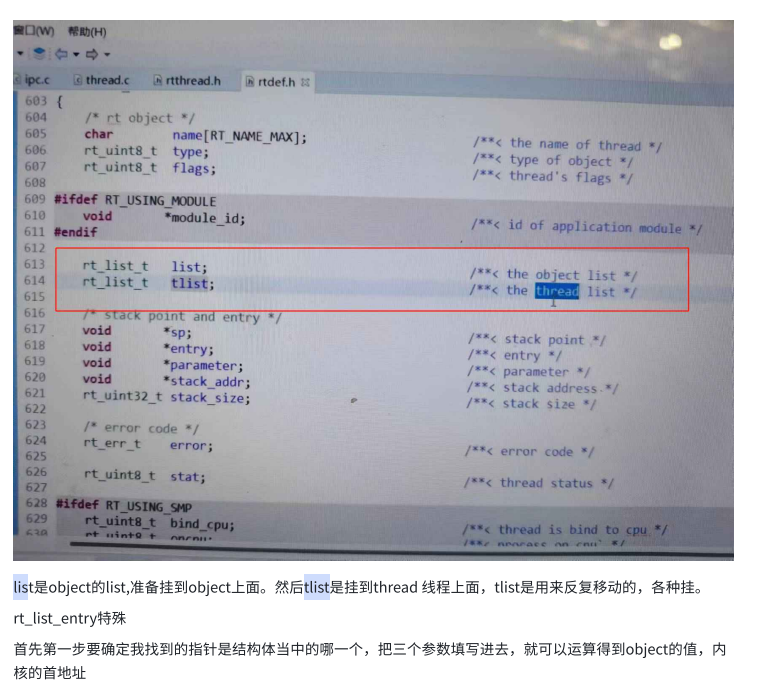 窗口(W) 帮助(H)
ipc.c thread.c rtthread.h rtdef.h
603 {
604 /* rt object */
605 char name[RT_NAME_MAX]; /**< the name of thread */
606 rt_uint8_t type; /**< type of object */
607 rt_uint8_t flags; /**< thread's flags */
608
609 #ifdef RT_USING_MODULE
610 void *module_id; /**< id of application module */
611 #endif
612
613 rt_list_t list; /**< the object list */
614 rt_list_t tlist; /**< the thread list */
615
616 /* stack point and entry */
617 void *sp; /**< stack point */
618 void *entry; /**< entry */
619 void *parameter; /**< parameter */
620 void *stack_addr; /**< stack address */
621 rt_uint32_t stack_size; /**< stack size */
622
623 /* error code */
624 rt_err_t error; /**< error code */
625
626 rt_uint8_t stat; /**< thread status */
627
628 #ifdef RT_USING_SMP
629 rt_uint8_t bind_cpu; /**< thread is bind to cpu */
630 rt_uint8_t oncpu; /**< process on cpu` */
list是object的list,准备挂到object上面。然后tlist是挂到thread 线程上面，tlist是用来反复移动的，各种挂。
rt_list_entry特殊
首先第一步要确定我找到的指针是结构体当中的哪一个，把三个参数填写进去，就可以运算得到object的值，内
核的首地址